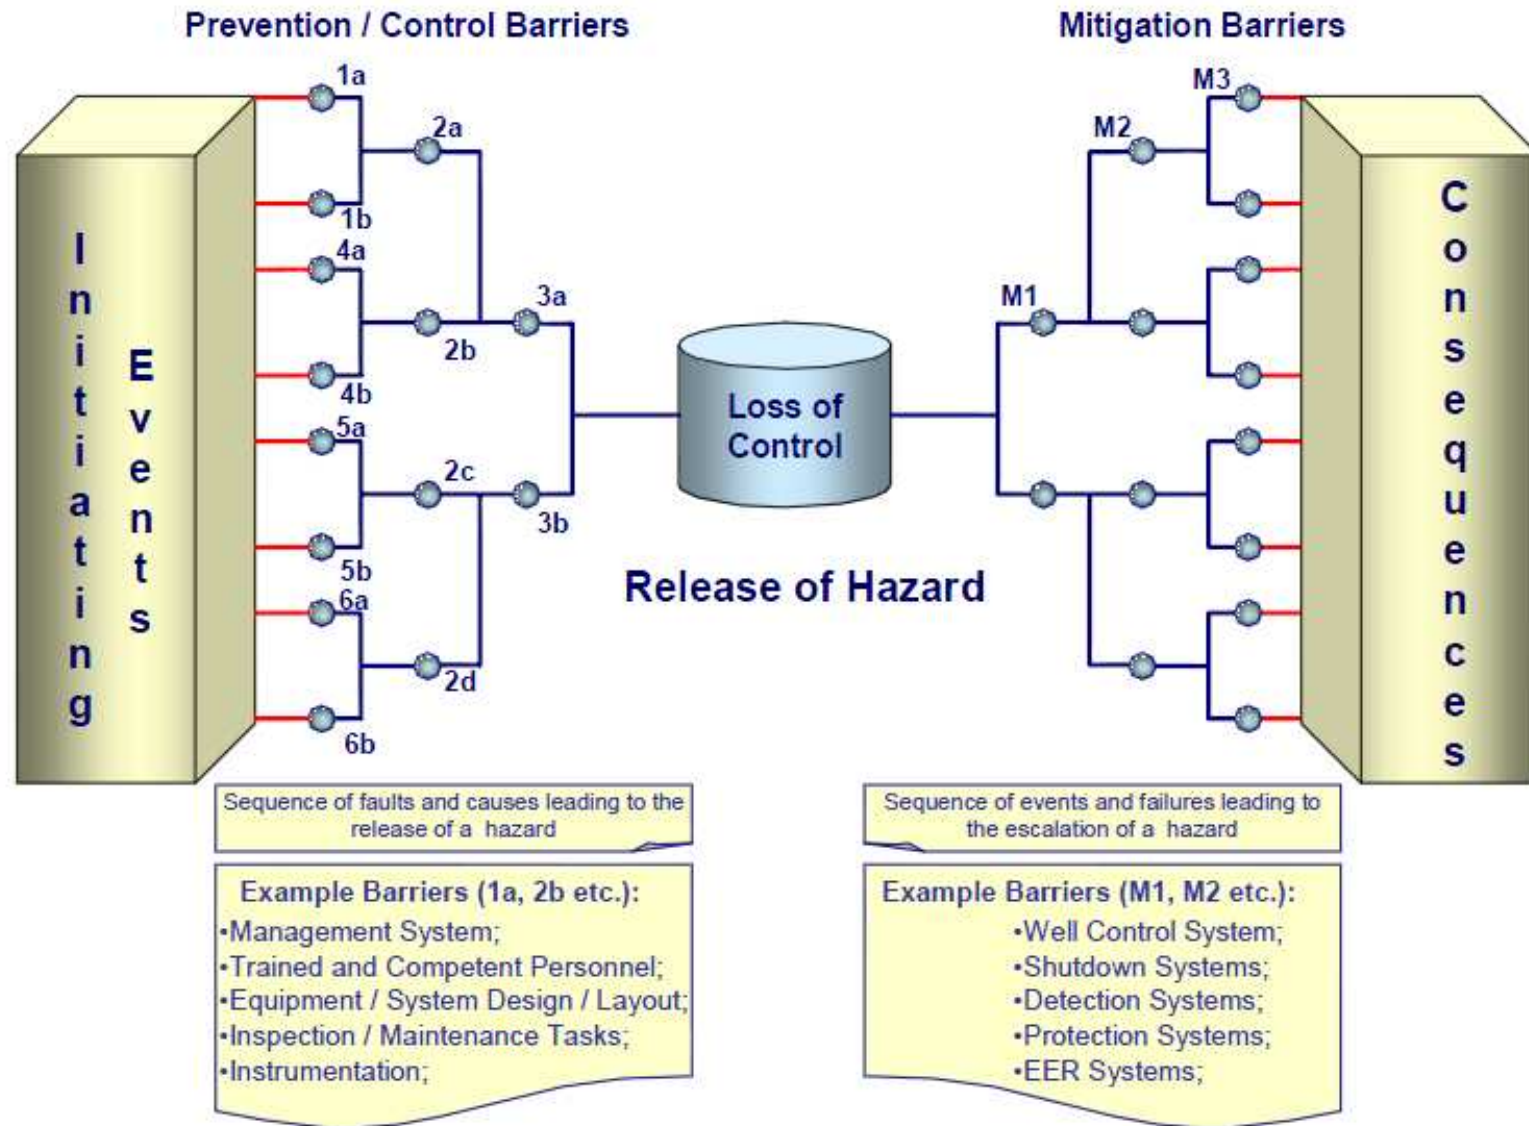 Prevention / Control Barriers
Mitigation Barriers
1a
2a
1b
4a
3a
2b
4b
5a
2c
3b
5b
6a
2d
6b
M3
M2
M1
Initiating
Events
Loss of
Control
Release of Hazard
Consequences
Sequence of faults and causes leading to the
release of a hazard
Example Barriers (1a, 2b etc.):
•Management System;
•Trained and Competent Personnel;
•Equipment / System Design / Layout;
•Inspection / Maintenance Tasks;
•Instrumentation;
Sequence of events and failures leading to
the escalation of a hazard
Example Barriers (M1, M2 etc.):
•Well Control System;
•Shutdown Systems;
•Detection Systems;
•Protection Systems;
•EER Systems;